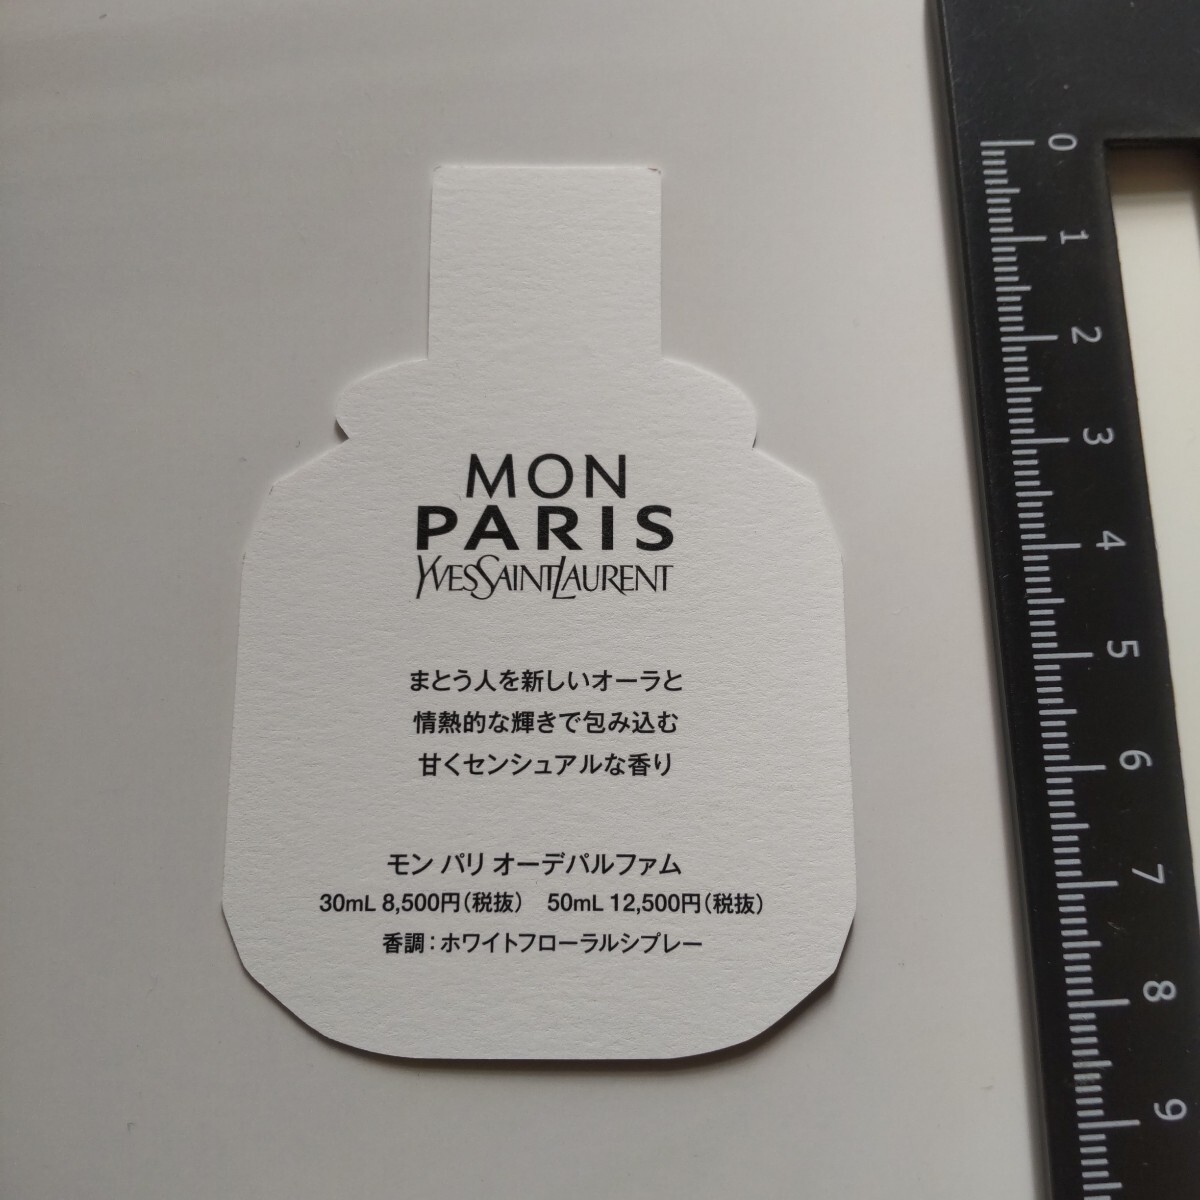 MON
PARIS
YVESSAINTLAURENT
まとう人を新しいオーラと
情熱的な輝きで包み込む
甘くセンシュアルな香り
モン パリ オーデパルファム
30mL 8,500円（税抜） 50mL 12,500円（税抜）
香調：ホワイトフローラルシプレー
0
1
2
3
4
5
6
7
8
9